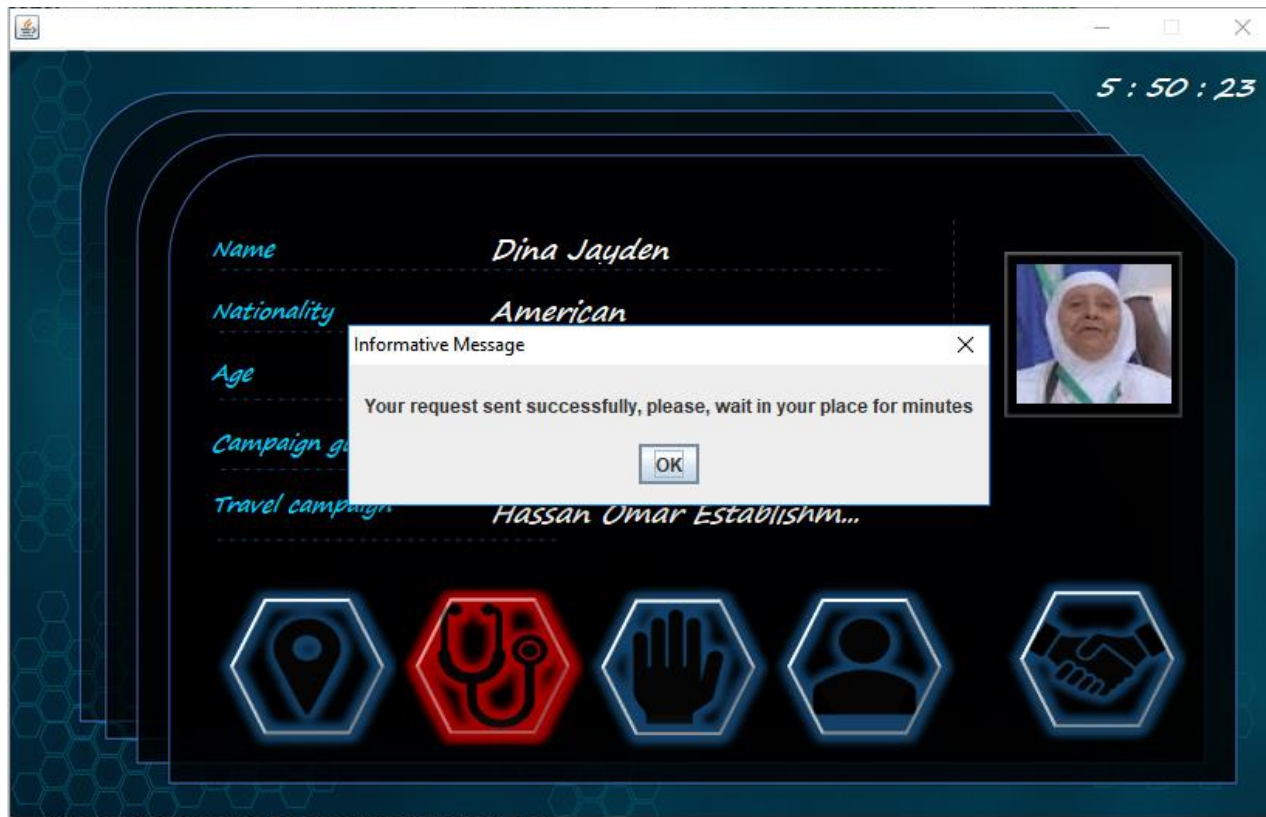 5 : 50 : 23
Name Dina Jayden
Nationality American
Informative Message
Age
Your request sent successfully, please, wait in your place for minutes
Campaign
OK
Travel campaign Hassan Omar Establishm...